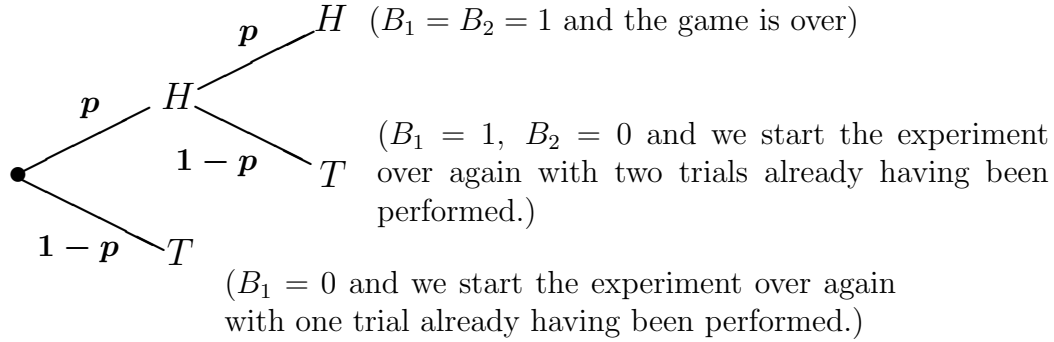 p H (B₁ = B₂ = 1 and the game is over)
p H
1 − p T (B₁ = 1, B₂ = 0 and we start the experiment
over again with two trials already having been
performed.)
1 − p T
(B₁ = 0 and we start the experiment over again
with one trial already having been performed.)